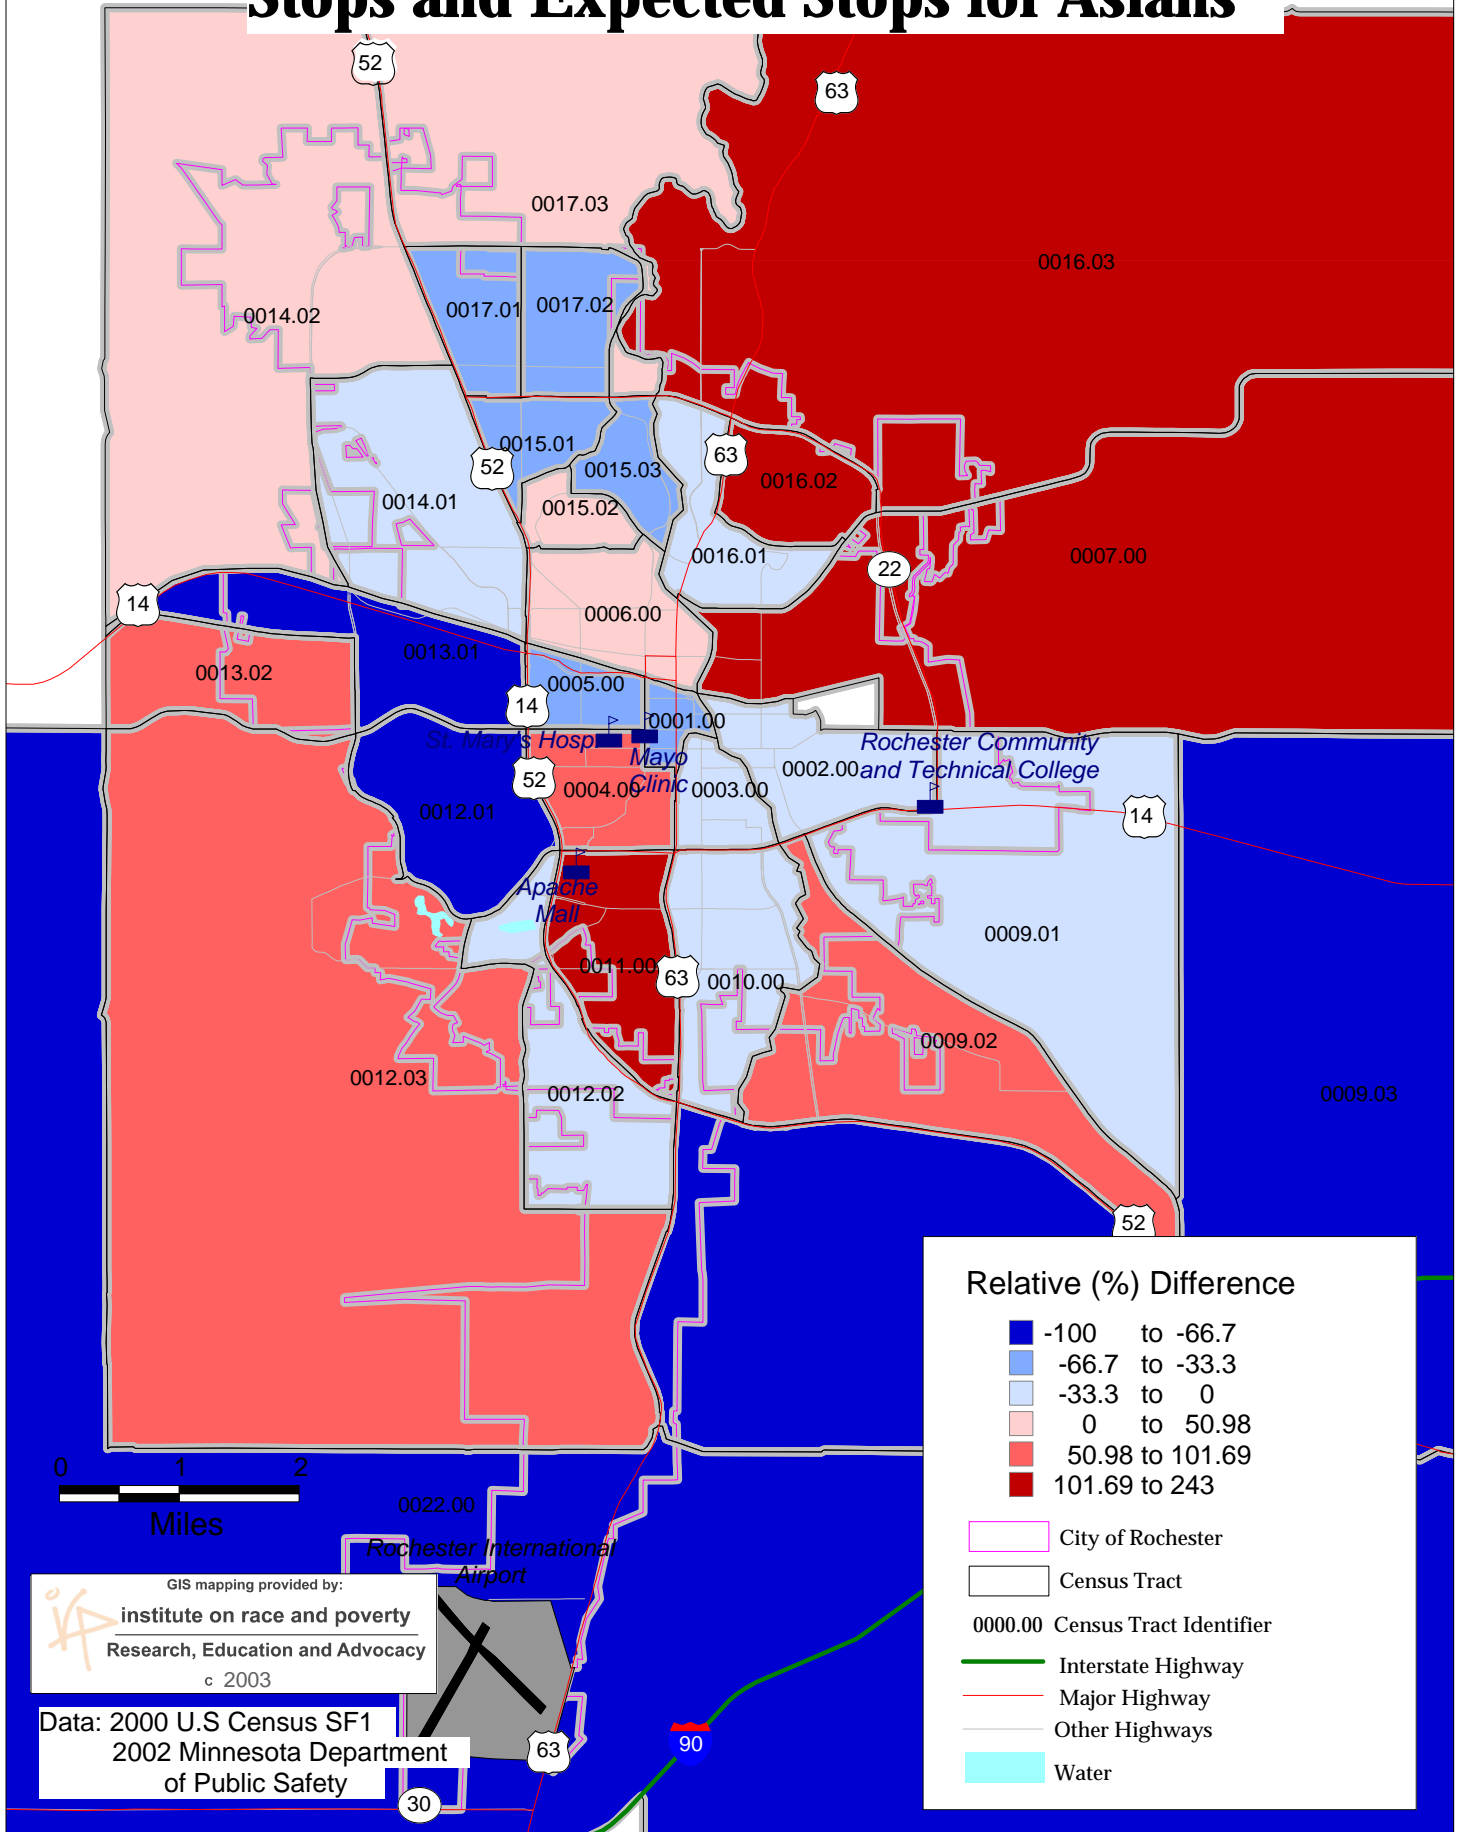 Stops and Expected Stops for Asians
52
63
0017.03
0016.03
0017.01
0017.02
0014.02
0015.01
63
52
0015.03
0016.02
0014.01
0015.02
0016.01
0007.00
22
14
0006.00
0013.01
0013.02
0005.00
14
0001.00
St. Mary's Hosp.
Mayo
Clinic
Rochester Community
and Technical College
0002.00
52
0004.00
0003.00
0012.01
14
Apache
Mall
0009.01
0011.00
63
0010.00
0009.02
0012.03
0012.02
0009.03
52
Relative (%) Difference
-100 to -66.7
-66.7 to -33.3
-33.3 to 0
0 to 50.98
50.98 to 101.69
101.69 to 243
City of Rochester
Census Tract
0000.00 Census Tract Identifier
Interstate Highway
Major Highway
Other Highways
Water
0 1 2
Miles
0022.00
Rochester International
Airport
GIS mapping provided by:
irp
institute on race and poverty
Research, Education and Advocacy
c 2003
Data: 2000 U.S Census SF1
2002 Minnesota Department
of Public Safety
63
90
30